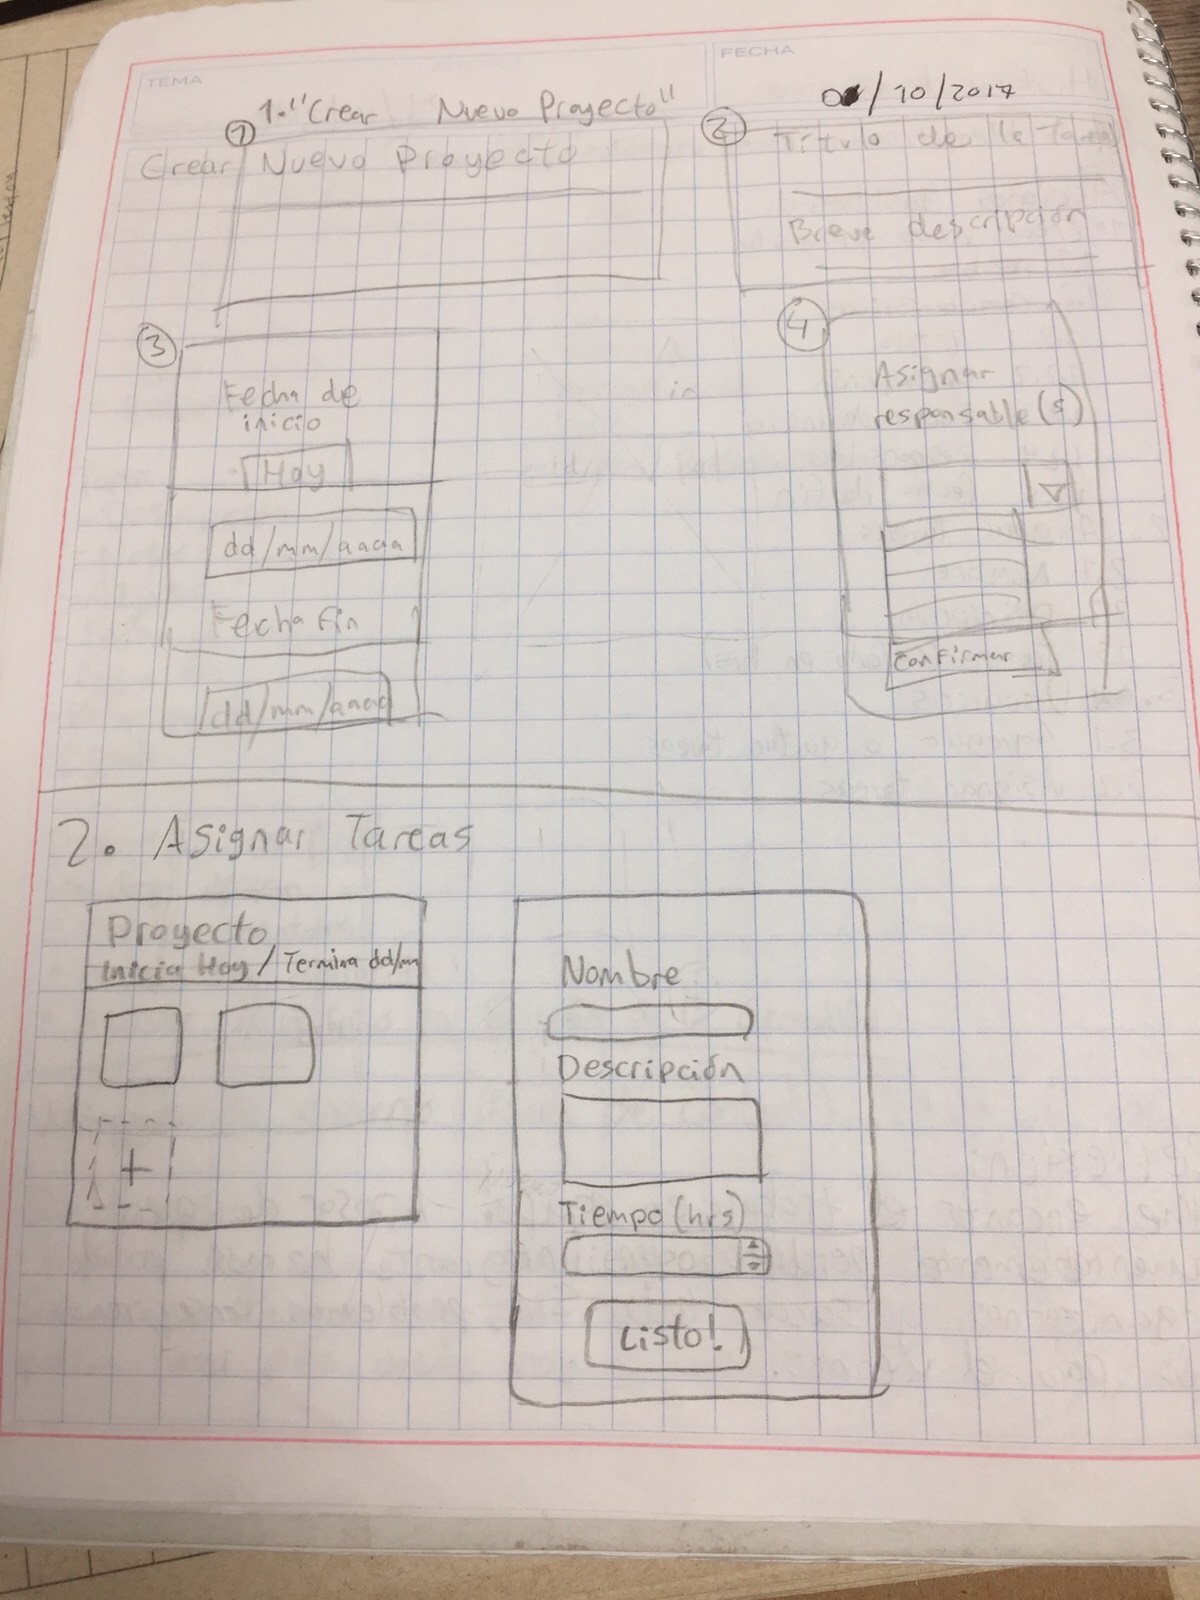 TEMA
FECHA
1. "Crear Nuevo Proyecto"
/10/2017
1
Crear Nuevo Proyecto
2
Título de la tarea
Breve descripción
3
Fecha de
inicio
Hoy
dd/mm/aaaa
Fecha Fin
dd/mm/aaaa
4
Asignar
responsable(s)
Confirmar
2. Asignar Tareas
Proyecto
Inicia Hoy / Termina dd/mm
+
Nombre
Descripción
Tiempo (hrs)
Listo!